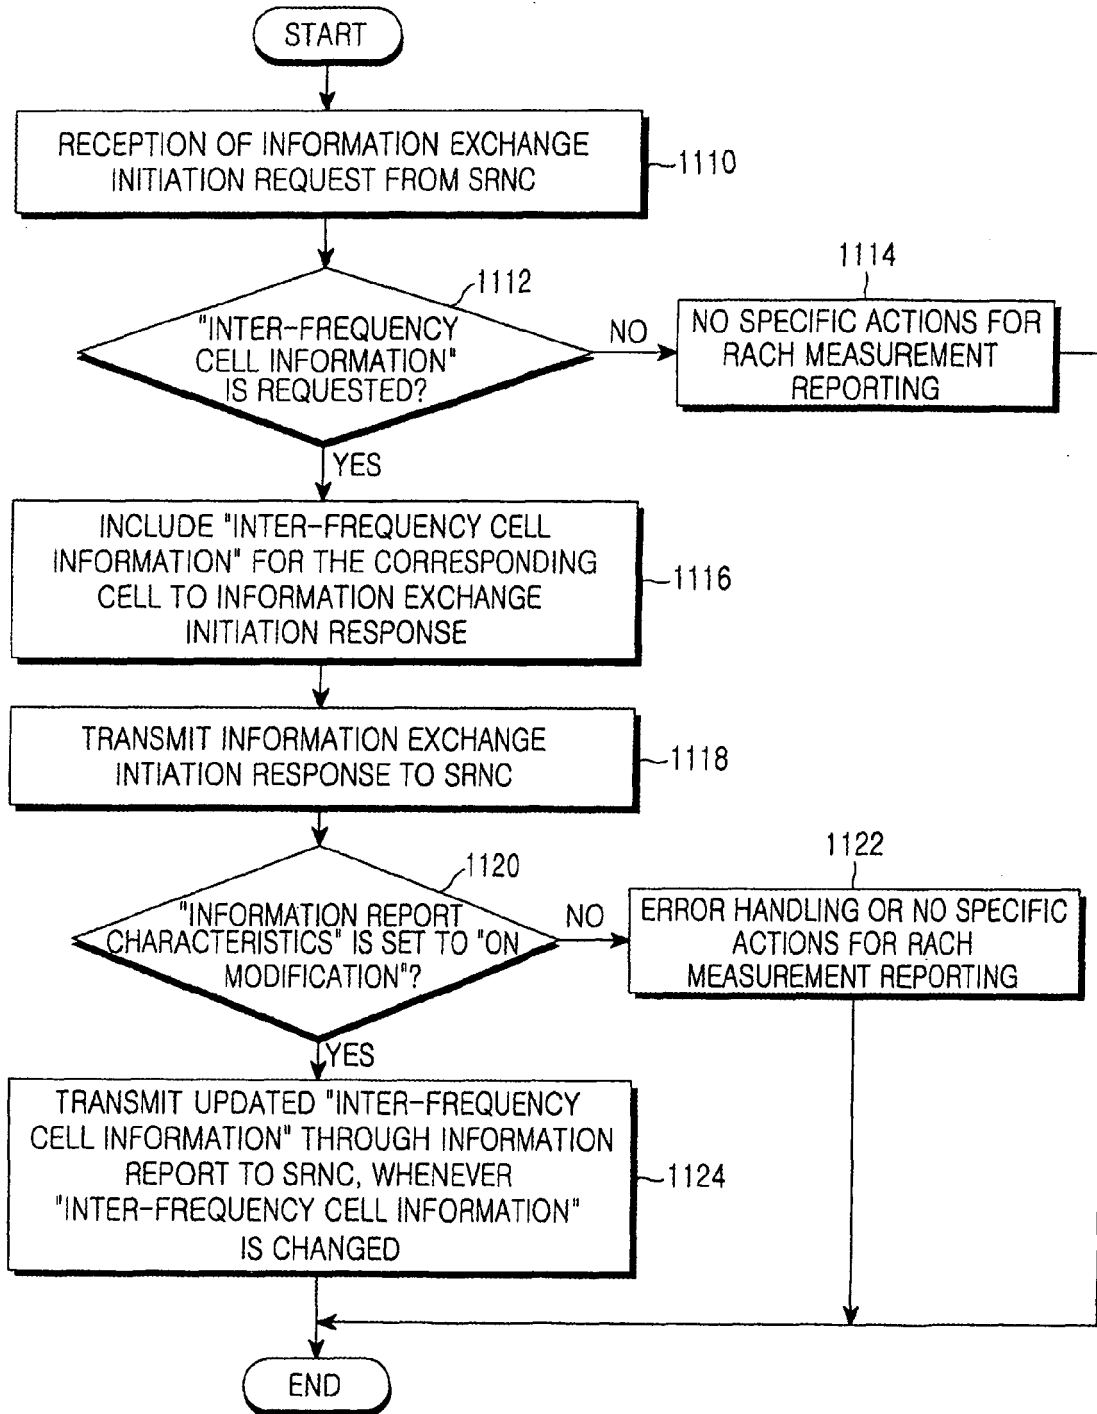 START
RECEPTION OF INFORMATION EXCHANGE
INITIATION REQUEST FROM SRNC
1110
1112
"INTER-FREQUENCY
CELL INFORMATION"
IS REQUESTED?
NO
1114
NO SPECIFIC ACTIONS FOR
RACH MEASUREMENT
REPORTING
YES
INCLUDE "INTER-FREQUENCY CELL
INFORMATION" FOR THE CORRESPONDING
CELL TO INFORMATION EXCHANGE
INITIATION RESPONSE
1116
TRANSMIT INFORMATION EXCHANGE
INTIATION RESPONSE TO SRNC
1118
1120
"INFORMATION REPORT
CHARACTERISTICS" IS SET TO "ON
MODIFICATION"?
NO
1122
ERROR HANDLING OR NO SPECIFIC
ACTIONS FOR RACH
MEASUREMENT REPORTING
YES
TRANSMIT UPDATED "INTER-FREQUENCY
CELL INFORMATION" THROUGH INFORMATION
REPORT TO SRNC, WHENEVER
"INTER-FREQUENCY CELL INFORMATION"
IS CHANGED
1124
END